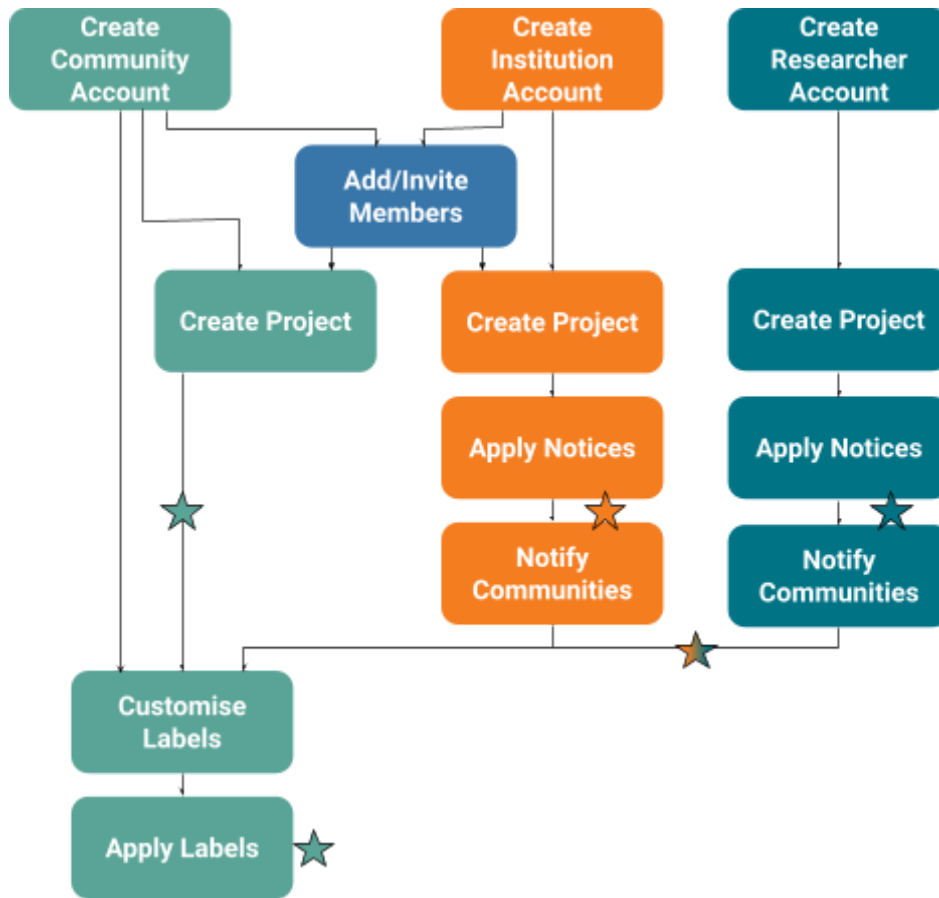 Create
Community
Account
Create
Institution
Account
Create
Researcher
Account
Add/Invite
Members
Create Project
Create Project
Create Project
Apply Notices
Apply Notices
Notify
Communities
Notify
Communities
Customise
Labels
Apply Labels